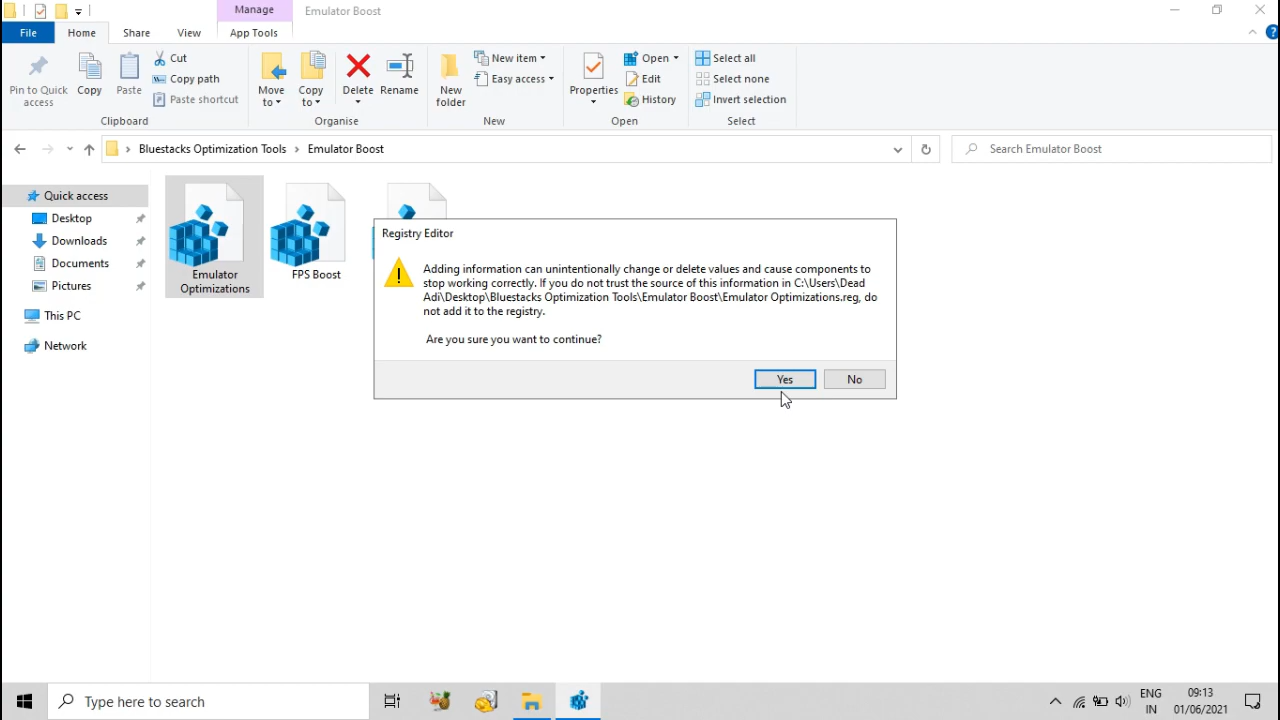 Manage
Emulator Boost
File
Home
Share
View
App Tools
Pin to Quick
access
Copy
Paste
Cut
Copy path
Paste shortcut
Clipboard
Move
to
Copy
to
Delete
Rename
Organise
New
folder
New item
Easy access
New
Properties
Open
Edit
History
Open
Select all
Select none
Invert selection
Select
Bluestacks Optimization Tools > Emulator Boost
Search Emulator Boost
Quick access
Desktop
Downloads
Documents
Pictures
This PC
Network
Emulator
Optimizations
FPS Boost
Registry Editor
Adding information can unintentionally change or delete values and cause components to
stop working correctly. If you do not trust the source of this information in C:\Users\Dead
Adi\Desktop\Bluestacks Optimization Tools\Emulator Boost\Emulator Optimizations.reg, do
not add it to the registry.
Are you sure you want to continue?
Yes
No
Type here to search
ENG
IN
09:13
01/06/2021